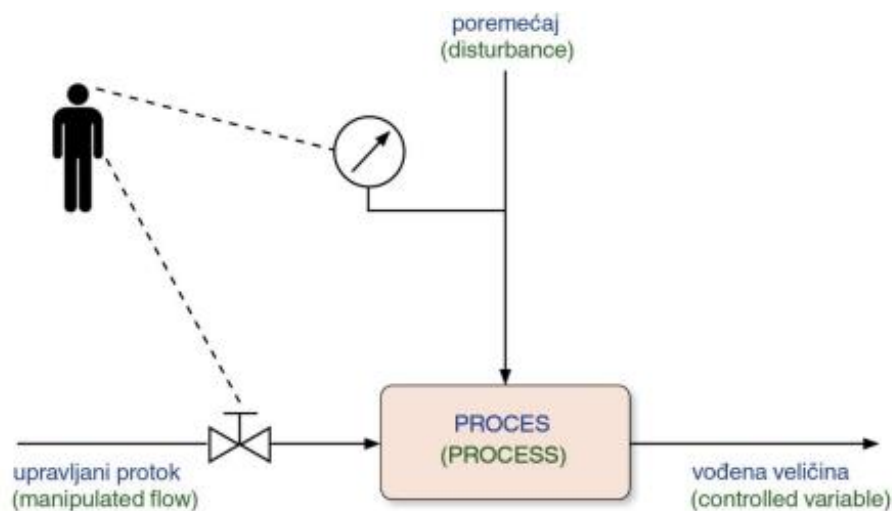 poremećaj
(disturbance)
PROCES
(PROCESS)
upravljani protok
(manipulated flow)
vođena veličina
(controlled variable)